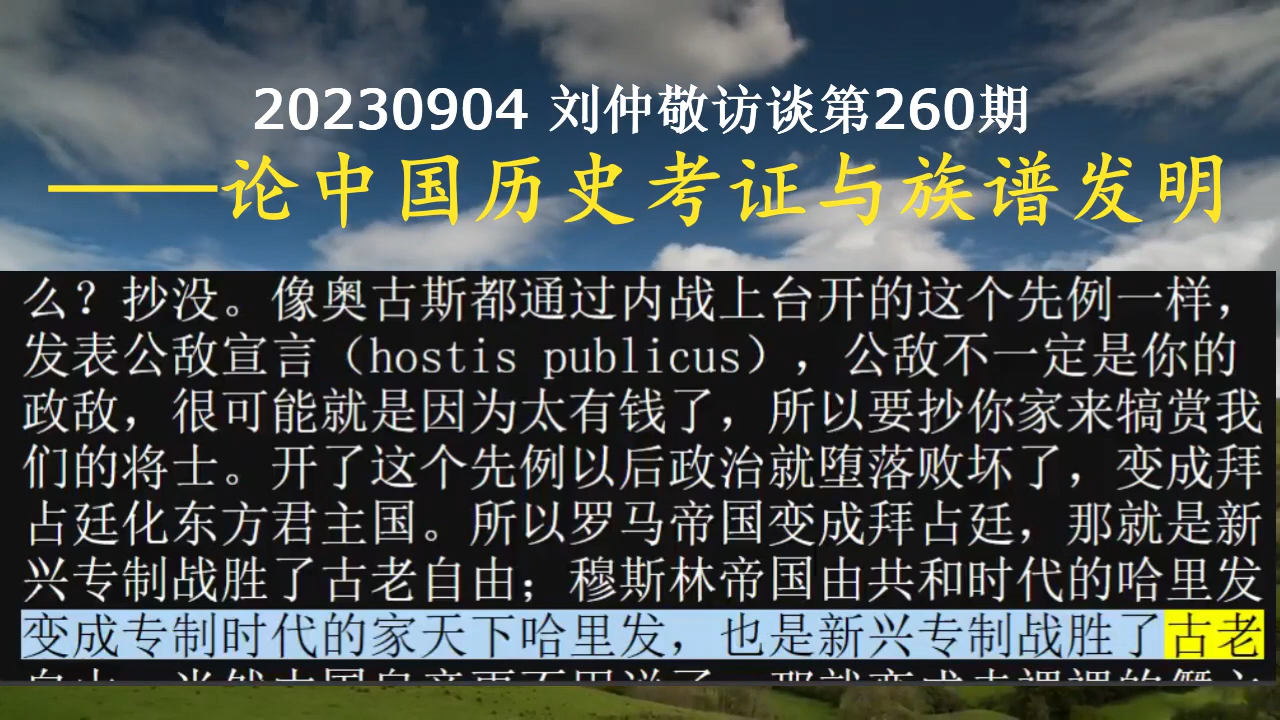 20230904 刘仲敬访谈第260期
——论中国历史考证与族谱发明
么？抄没。像奥古斯都通过内战上台开的这个先例一样，
发表公敌宣言（hostis publicus），公敌不一定是你的
政敌，很可能就是因为太有钱了，所以要抄你家来犒赏我
们的将士。开了这个先例以后政治就堕落败坏了，变成拜
占廷化东方君主国。所以罗马帝国变成拜占廷，那就是新
兴专制战胜了古老自由；穆斯林帝国由共和时代的哈里发
变成专制时代的家天下哈里发，也是新兴专制战胜了古老